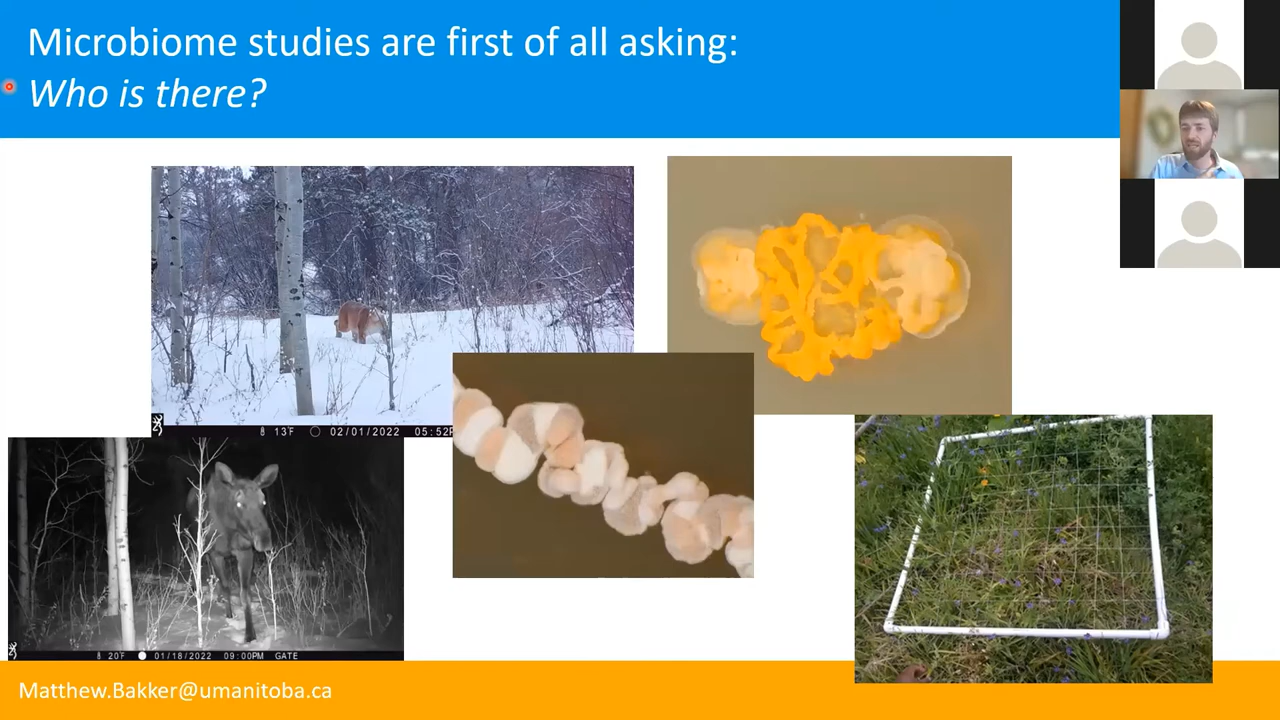 Microbiome studies are first of all asking:
Who is there?
13°F 02/01/2022 05:52P
20°F 01/18/2022 09:00PM GATE
Matthew.Bakker@umanitoba.ca